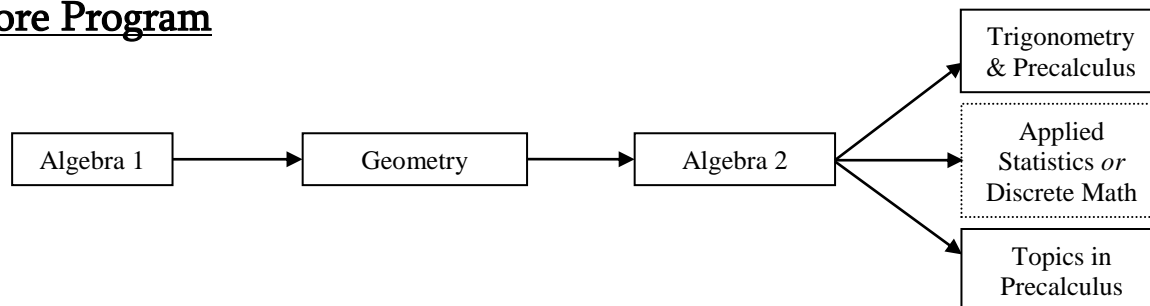 ore Program
Algebra 1
Geometry
Algebra 2
Trigonometry
& Precalculus
Applied
Statistics or
Discrete Math
Topics in
Precalculus